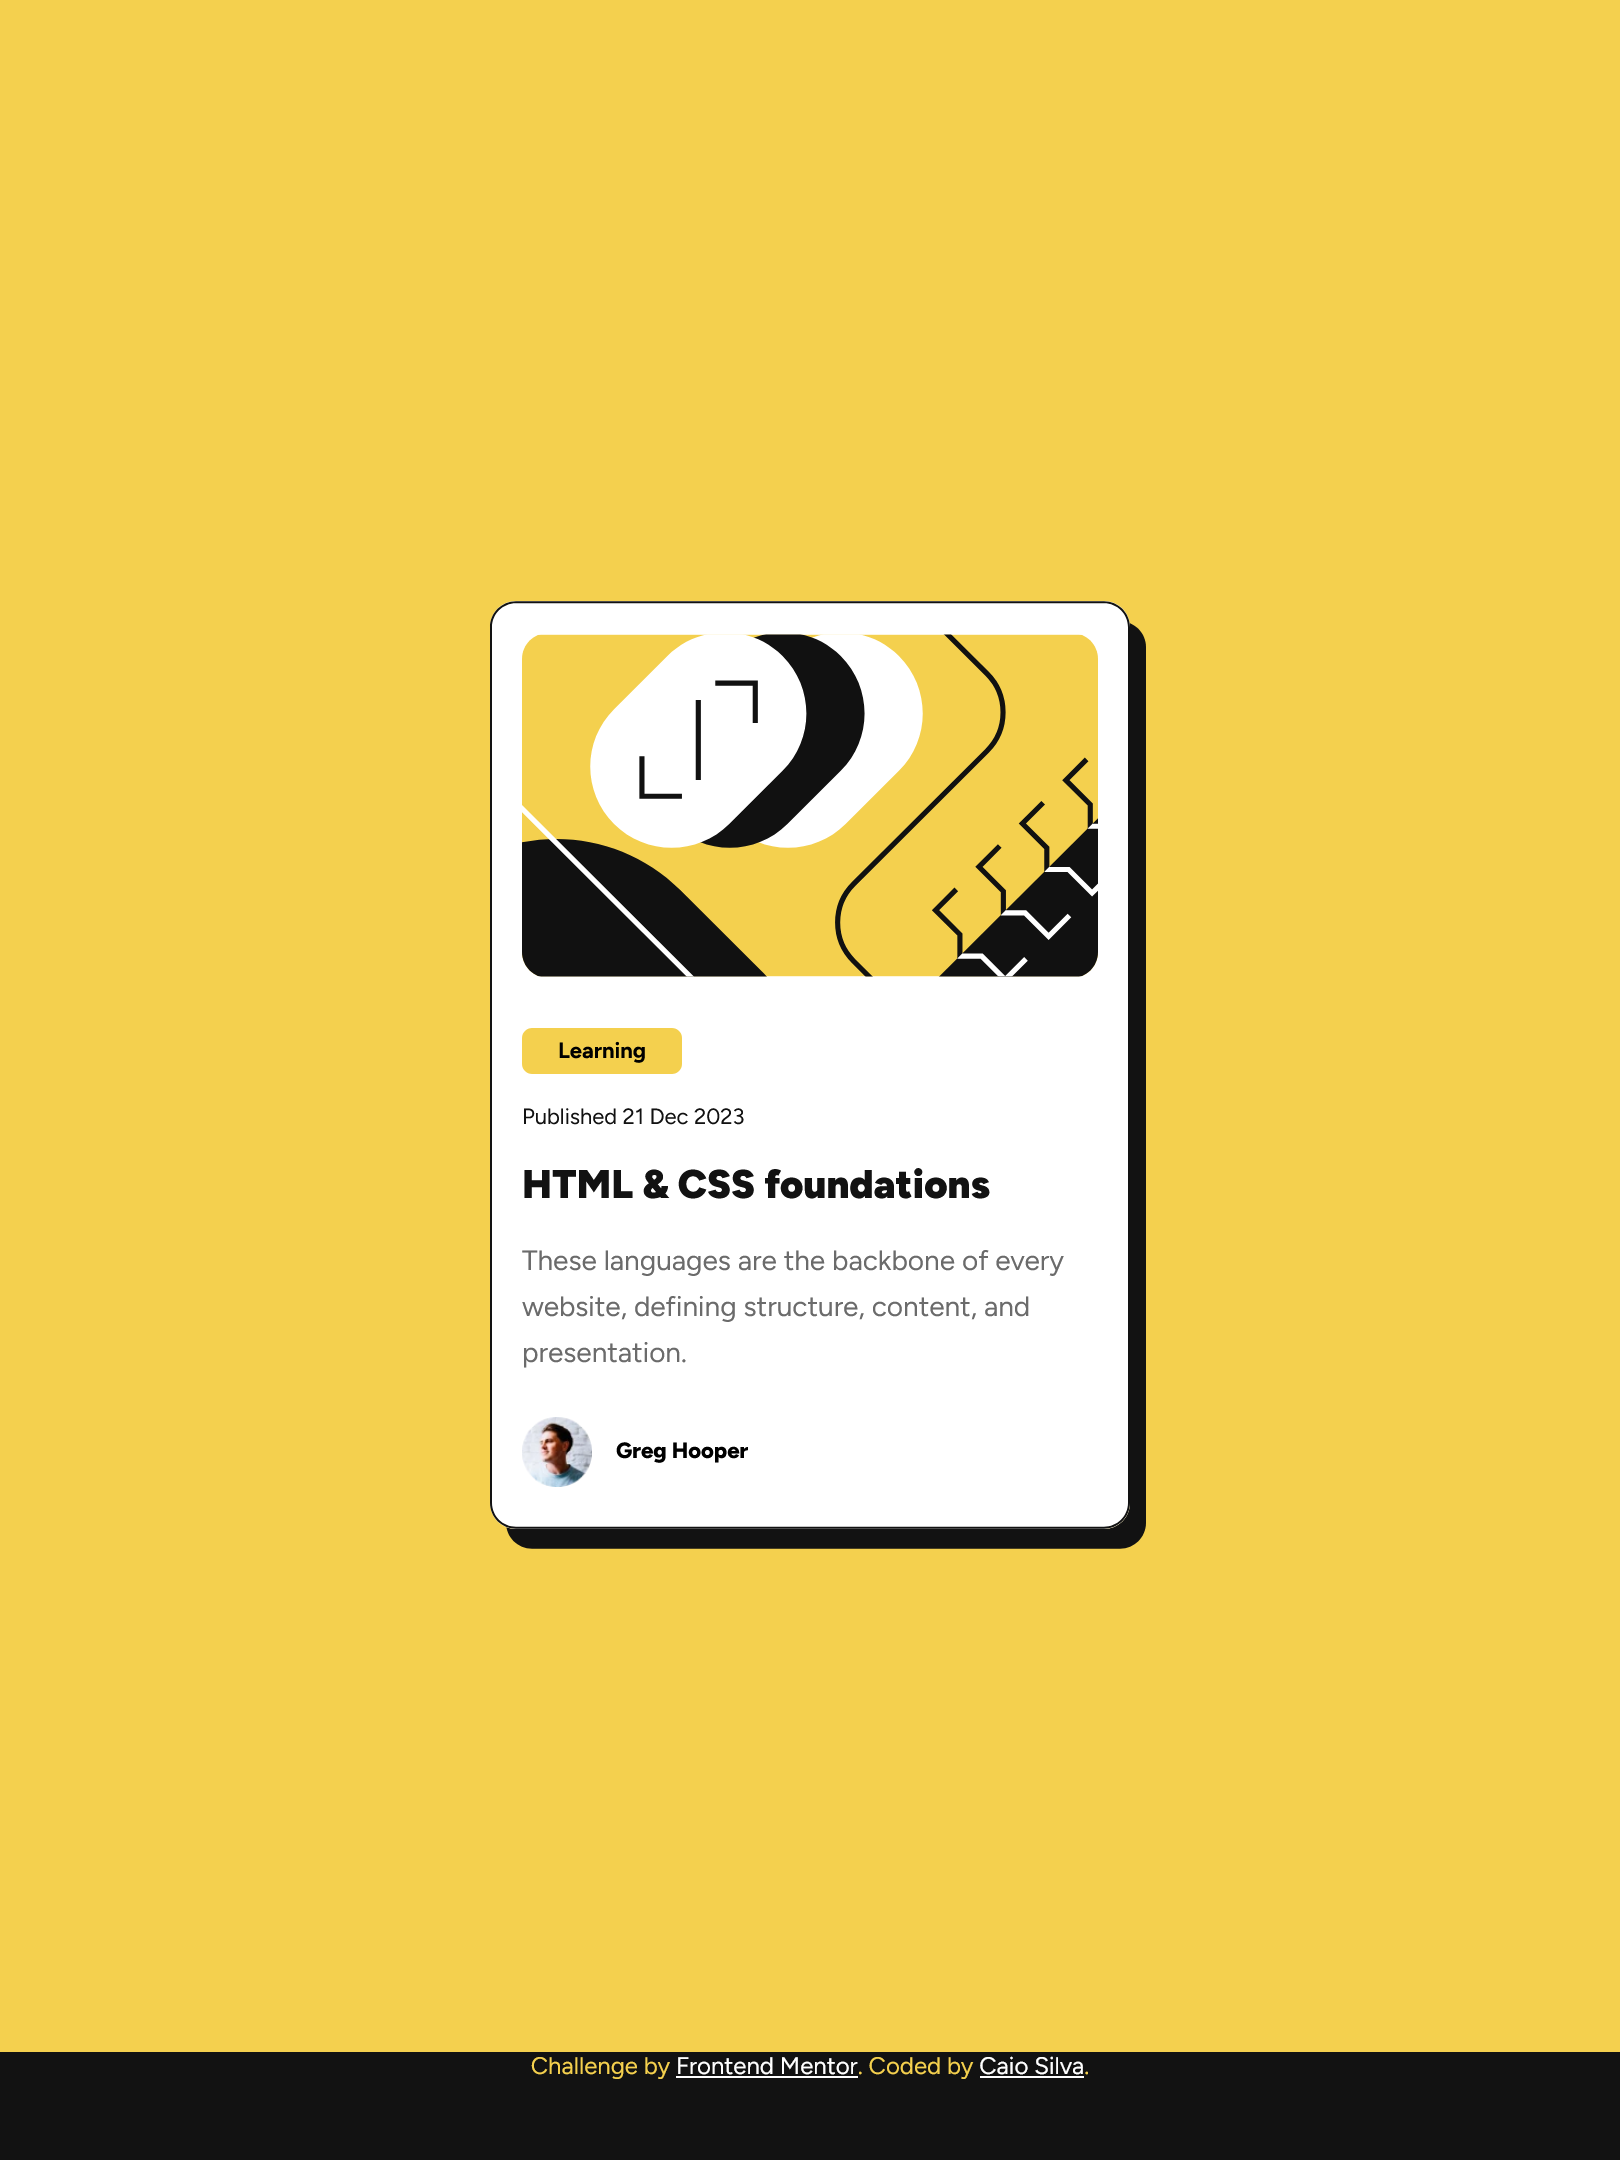 Learning
Published 21 Dec 2023
HTML & CSS foundations
These languages are the backbone of every
website, defining structure, content, and
presentation.
Greg Hooper
Challenge by Frontend Mentor. Coded by Caio Silva.